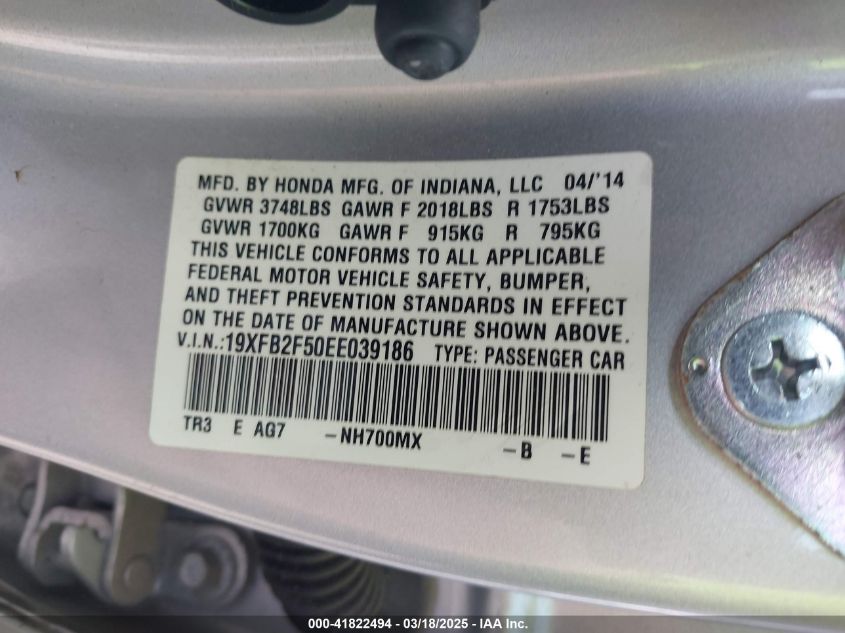 MFD. BY HONDA MFG. OF INDIANA, LLC 04/'14
GVWR 3748LBS GAWR F 2018LBS R 1753LBS
GVWR 1700KG GAWR F 915KG R 795KG
THIS VEHICLE CONFORMS TO ALL APPLICABLE
FEDERAL MOTOR VEHICLE SAFETY, BUMPER,
AND THEFT PREVENTION STANDARDS IN EFFECT
ON THE DATE OF MANUFACTURE SHOWN ABOVE.
V.I.N.:19XFB2F50EE039186 TYPE: PASSENGER CAR
TR3 E AG7 -NH700MX -B -E
000-41822494 — 03/18/2025 — IAA Inc.